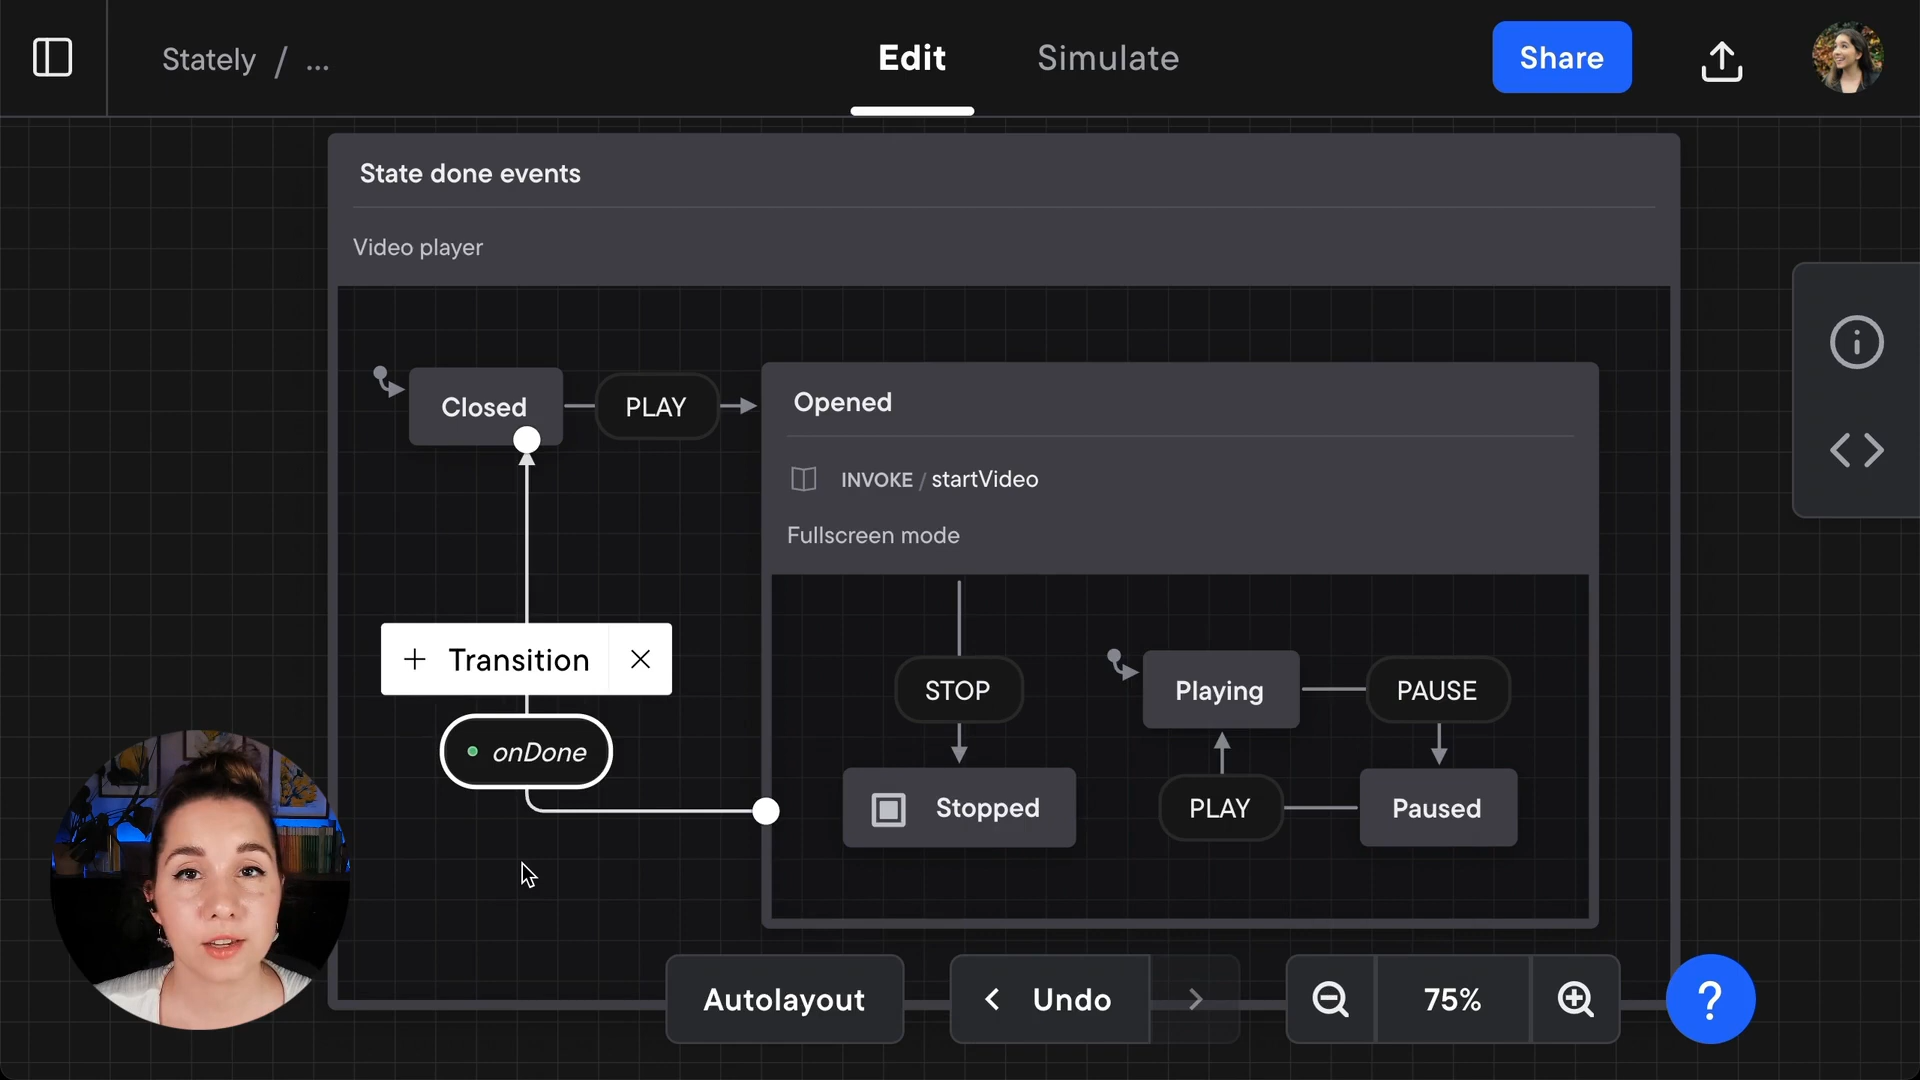 Stately / ...
Edit
Simulate
Share
State done events
Video player
Closed
PLAY
Opened
INVOKE / startVideo
Fullscreen mode
Transition
onDone
STOP
Playing
PAUSE
Stopped
PLAY
Paused
Autolayout
Undo
75%
?